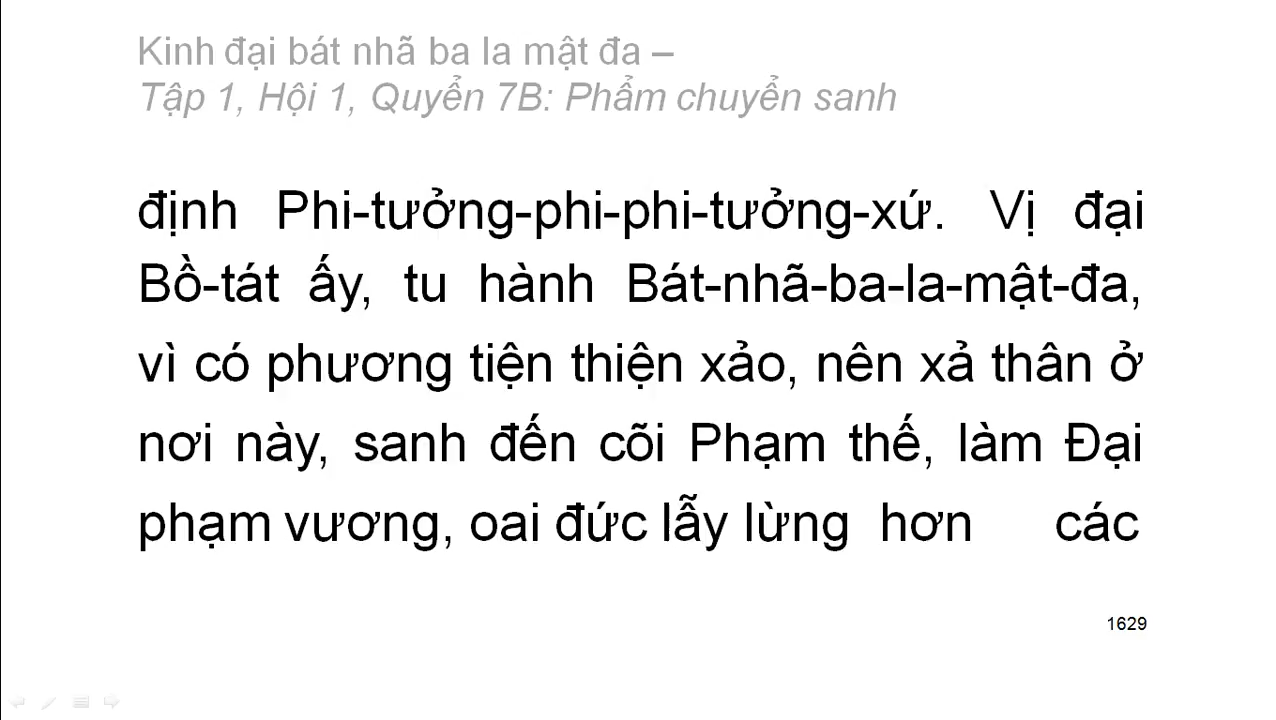 Kinh đại bát nhã ba la mật đa –
Tập 1, Hội 1, Quyển 7B: Phẩm chuyển sanh
định Phi-tưởng-phi-phi-tưởng-xứ. Vị đại
Bồ-tát ấy, tu hành Bát-nhã-ba-la-mật-đa,
vì có phương tiện thiện xảo, nên xả thân ở
nơi này, sanh đến cõi Phạm thế, làm Đại
phạm vương, oai đức lẫy lừng hơn các
1629